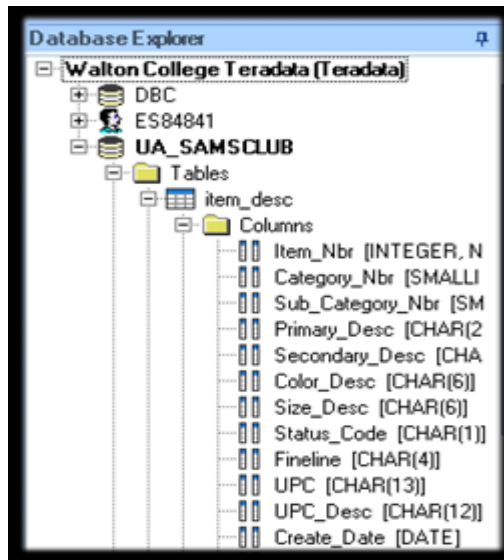 Database Explorer
Walton College Teradata (Teradata)
DBC
ES84841
UA_SAMSCLUB
Tables
item_desc
Columns
Item_Nbr [INTEGER, N
Category_Nbr [SMALLI
Sub_Category_Nbr [SM
Primary_Desc [CHAR(2
Secondary_Desc [CHA
Color_Desc [CHAR(6)]
Size_Desc [CHAR(6)]
Status_Code [CHAR(1)]
Fineline [CHAR(4)]
UPC [CHAR(13)]
UPC_Desc [CHAR(12)]
Create_Date [DATE]